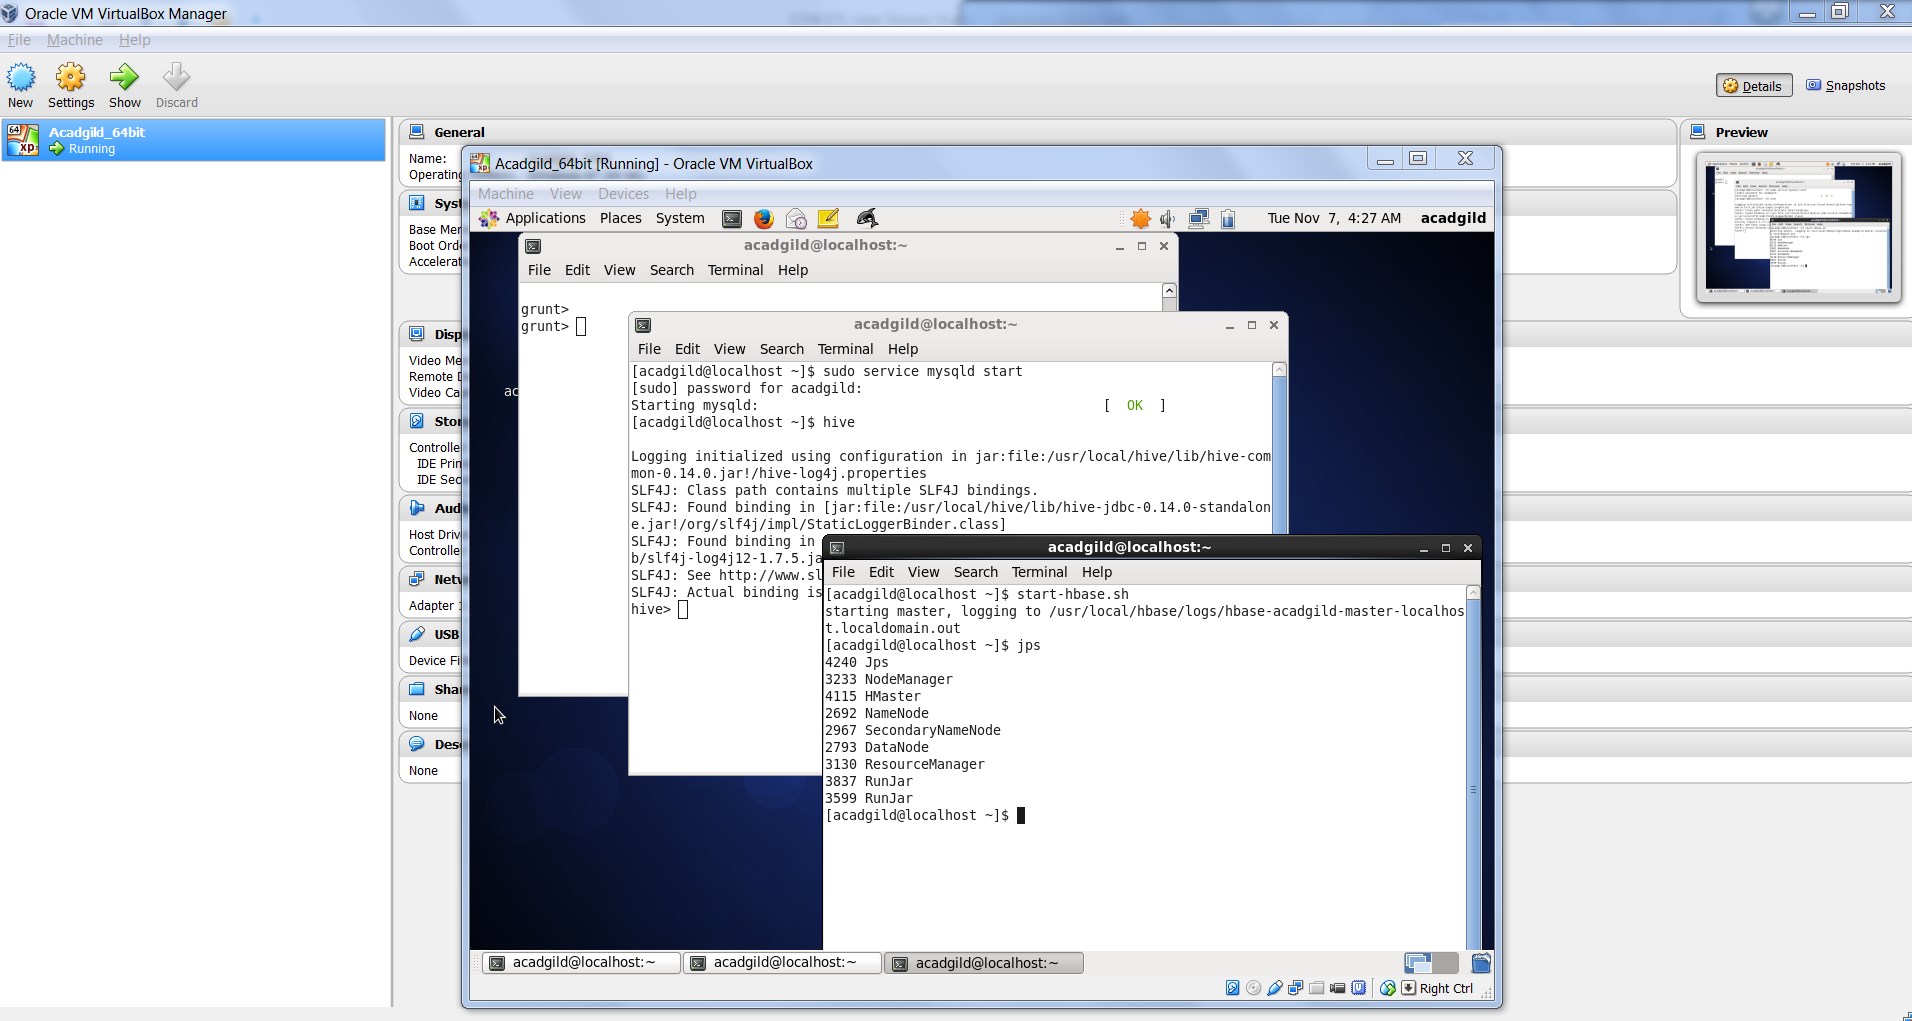 Oracle VM VirtualBox Manager
File Machine Help
New Settings Show Discard
Details Snapshots
64
XP
Acadgild_64bit
Running
General
Name:
Operating
Syst
Base Mem
Boot Orde
Accelerat
Disp
Video Me
Remote D
Video Ca
Stor
Controlle
IDE Prin
IDE Sec
Aud
Host Driv
Controlle
Netw
Adapter 1
USB
Device Fi
Shar
None
Desc
None
Preview
Acadgild_64bit [Running] - Oracle VM VirtualBox
Machine View Devices Help
Applications Places System
Tue Nov 7, 4:27 AM acadgild
ac
acadgild@localhost:~
File Edit View Search Terminal Help
grunt>
grunt>
acadgild@localhost:~
File Edit View Search Terminal Help
[acadgild@localhost ~]$ sudo service mysqld start
[sudo] password for acadgild:
Starting mysqld: [ OK ]
[acadgild@localhost ~]$ hive
Logging initialized using configuration in jar:file:/usr/local/hive/lib/hive-com
mon-0.14.0.jar!/hive-log4j.properties
SLF4J: Class path contains multiple SLF4J bindings.
SLF4J: Found binding in [jar:file:/usr/local/hive/lib/hive-jdbc-0.14.0-standalon
e.jar!/org/slf4j/impl/StaticLoggerBinder.class]
SLF4J: Found binding in
b/slf4j-log4j12-1.7.5.ja
SLF4J: See http://www.sl
SLF4J: Actual binding is
hive>
acadgild@localhost:~
File Edit View Search Terminal Help
[acadgild@localhost ~]$ start-hbase.sh
starting master, logging to /usr/local/hbase/logs/hbase-acadgild-master-localhos
t.localdomain.out
[acadgild@localhost ~]$ jps
4240 Jps
3233 NodeManager
4115 HMaster
2692 NameNode
2967 SecondaryNameNode
2793 DataNode
3130 ResourceManager
3837 RunJar
3599 RunJar
[acadgild@localhost ~]$
acadgild@localhost:~ acadgild@localhost:~ acadgild@localhost:~
Right Ctrl